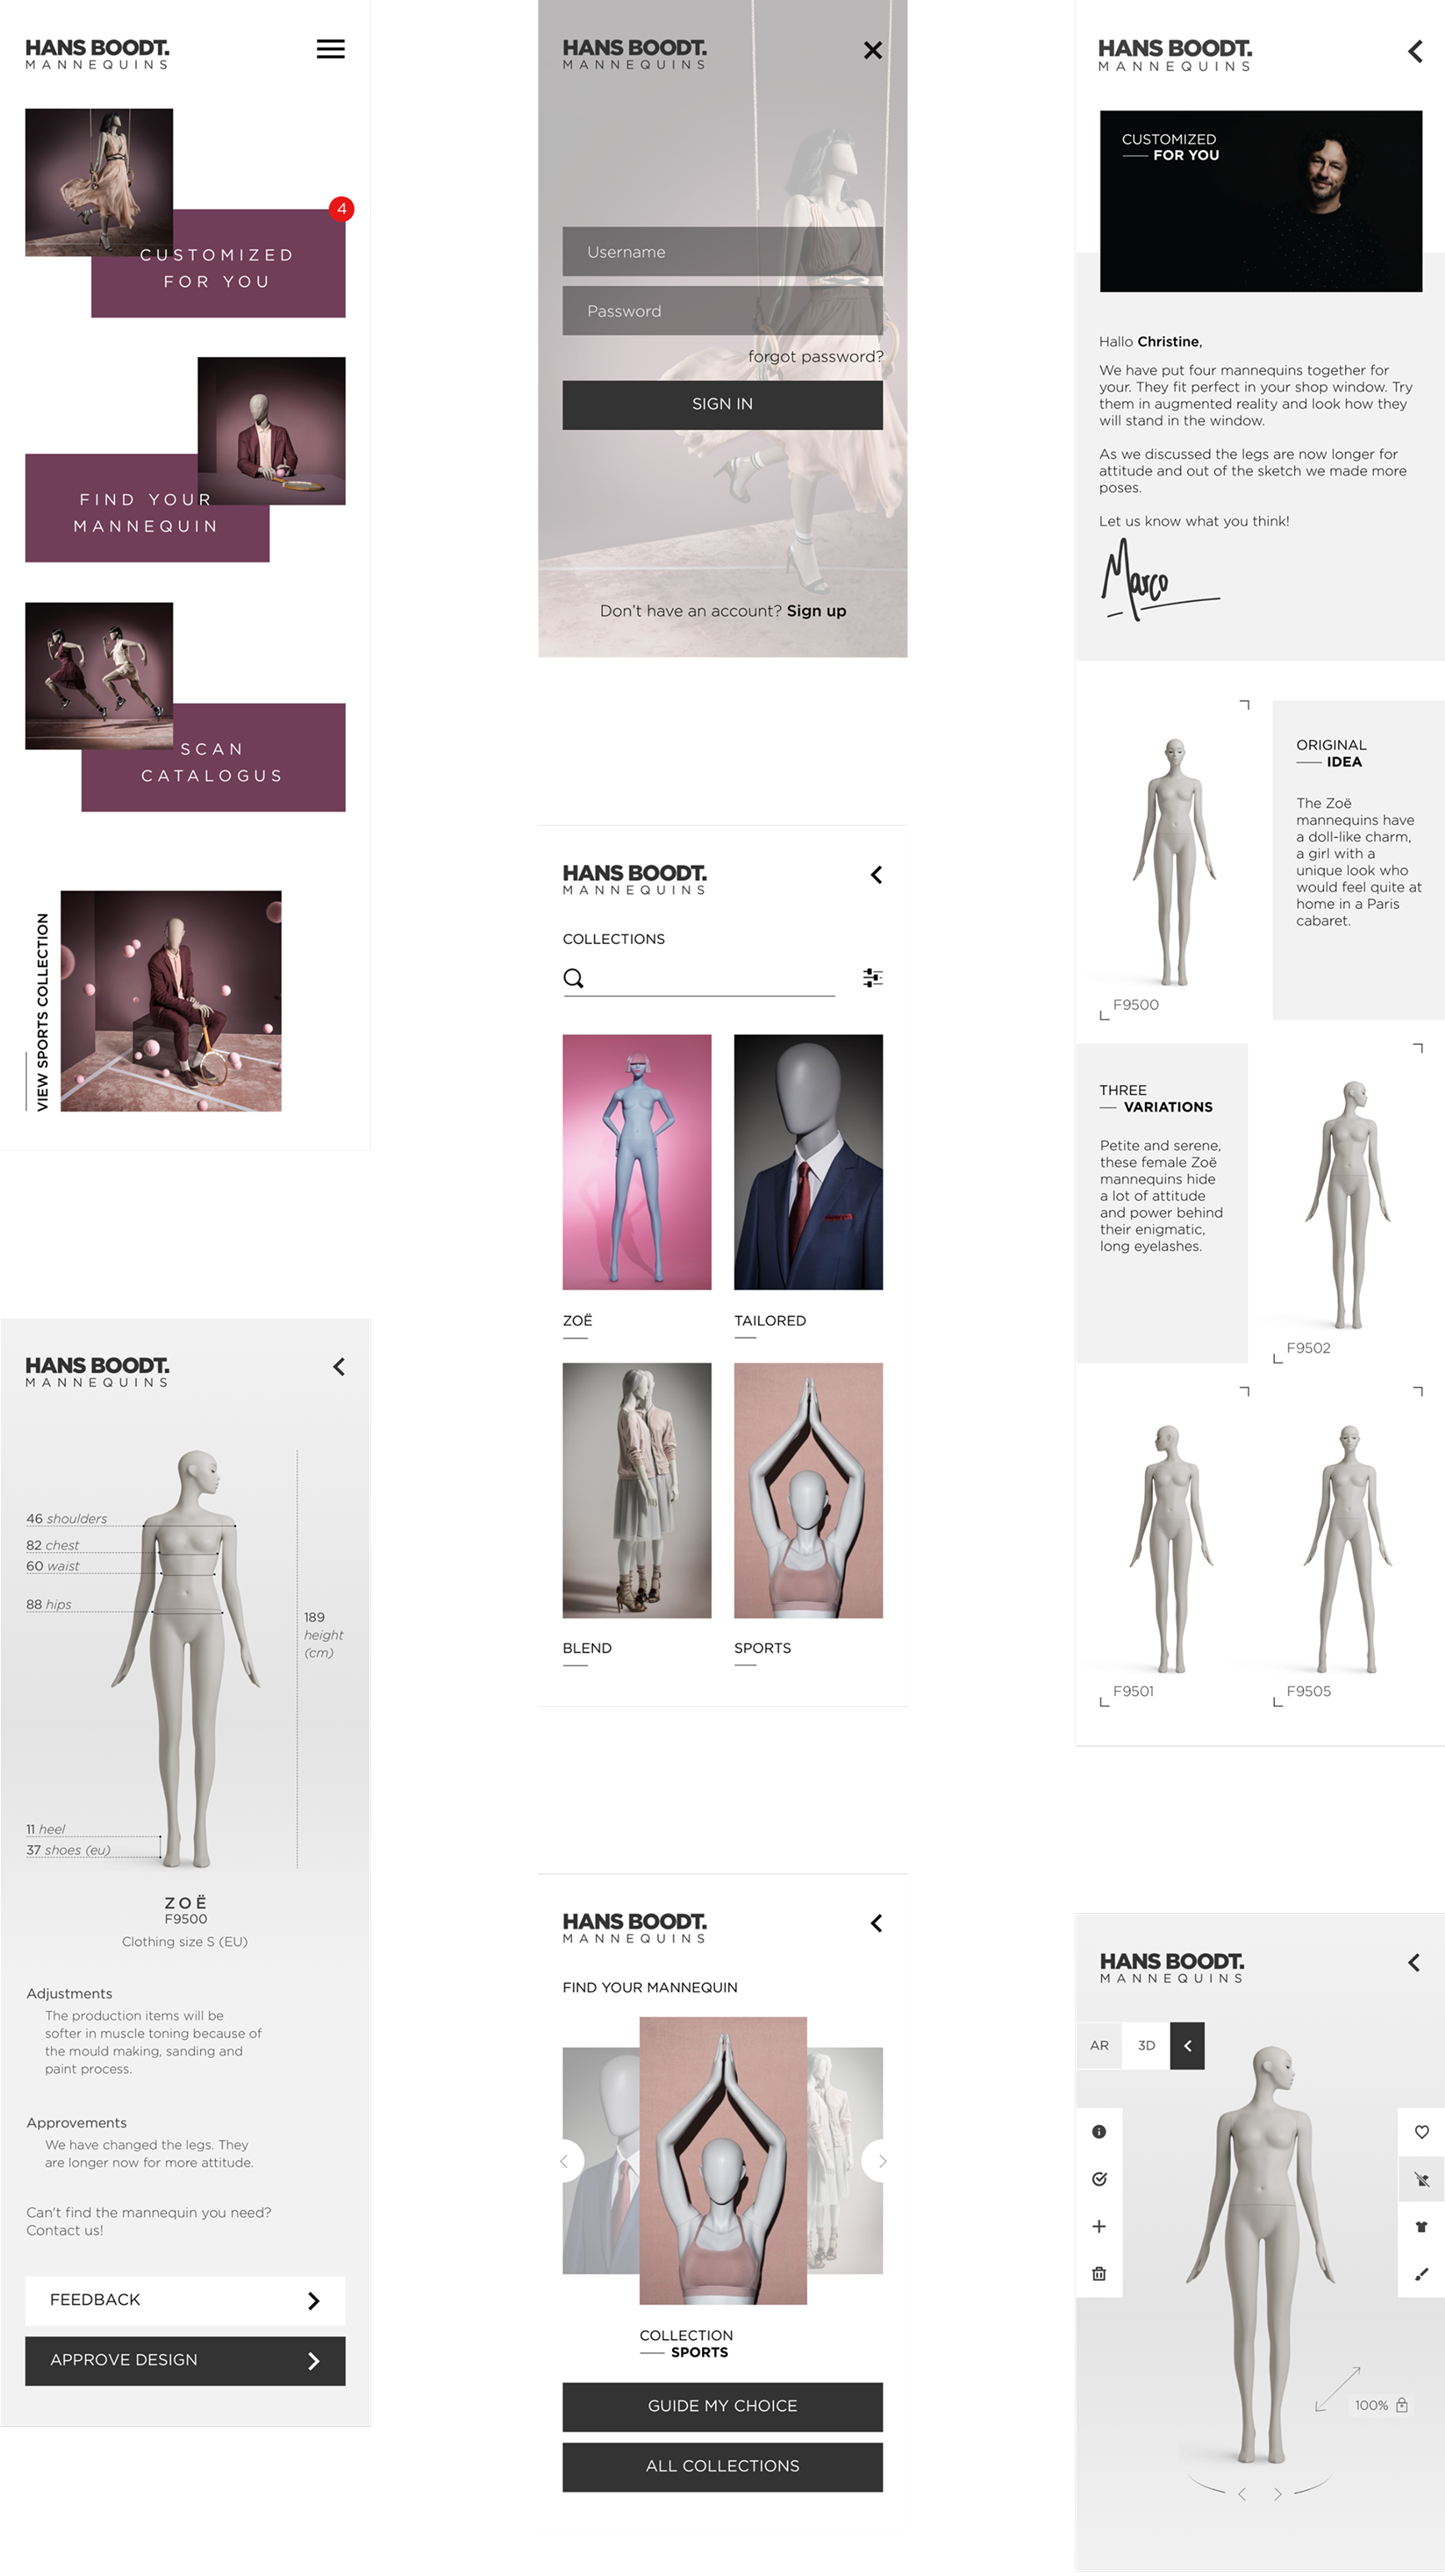 HANS BOODT.
MANNEQUINS
4
CUSTOMIZED
FOR YOU
FIND YOUR
MANNEQUIN
SCAN
CATALOGUS
VIEW SPORTS COLLECTION
HANS BOODT.
MANNEQUINS
46 shoulders
82 chest
60 waist
88 hips
189
height
(cm)
11 heel
37 shoes (eu)
ZOË
F9500
Clothing size S (EU)
Adjustments
The production items will be
softer in muscle toning because of
the mould making, sanding and
paint process.
Approvements
We have changed the legs. They
are longer now for more attitude.
Can't find the mannequin you need?
Contact us!
FEEDBACK
APPROVE DESIGN
HANS BOODT.
MANNEQUINS
Username
Password
forgot password?
SIGN IN
Don't have an account? Sign up
HANS BOODT.
MANNEQUINS
COLLECTIONS
ZOË
TAILORED
BLEND
SPORTS
HANS BOODT.
MANNEQUINS
FIND YOUR MANNEQUIN
COLLECTION
SPORTS
GUIDE MY CHOICE
ALL COLLECTIONS
HANS BOODT.
MANNEQUINS
CUSTOMIZED
FOR YOU
Hallo Christine,
We have put four mannequins together for
your. They fit perfect in your shop window. Try
them in augmented reality and look how they
will stand in the window.
As we discussed the legs are now longer for
attitude and out of the sketch we made more
poses.
Let us know what you think!
Marco
ORIGINAL
IDEA
The Zoë
mannequins have
a doll-like charm,
a girl with a
unique look who
would feel quite at
home in a Paris
cabaret.
F9500
THREE
VARIATIONS
Petite and serene,
these female Zoë
mannequins hide
a lot of attitude
and power behind
their enigmatic,
long eyelashes.
F9502
F9501
F9505
HANS BOODT.
MANNEQUINS
AR
3D
100%